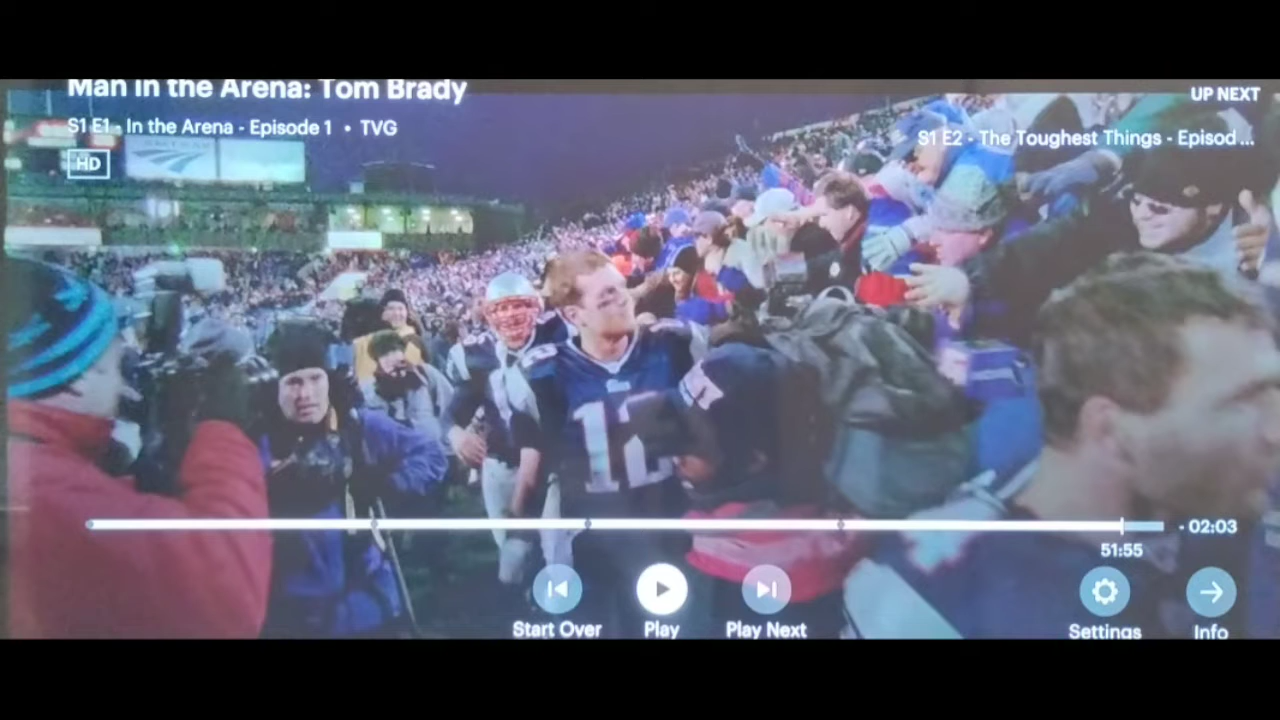 Man in the Arena: Tom Brady
S1 E1 - In the Arena - Episode 1 • TVG
HD
UP NEXT
S1 E2 - The Toughest Things - Episod ...
12
- 02:03
51:55
Start Over
Play
Play Next
Settings
Info